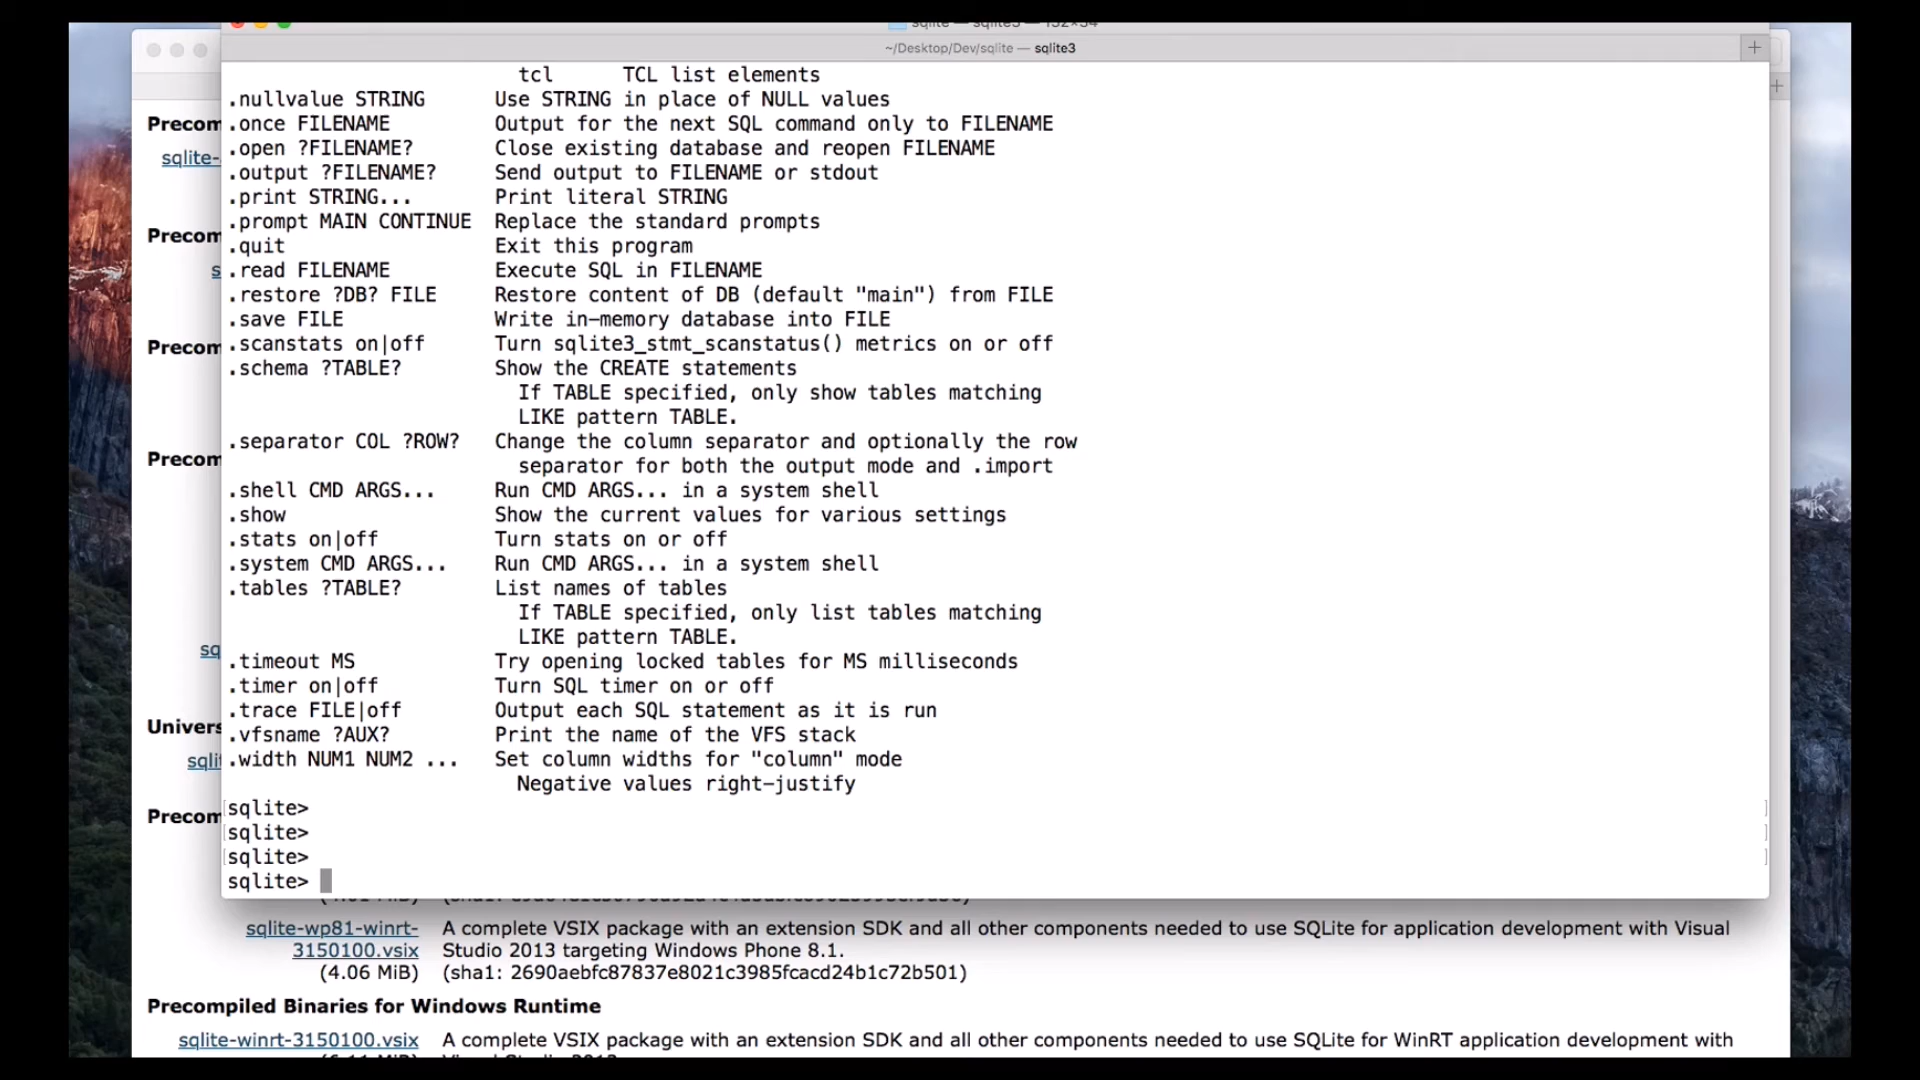 sqlite — sqlite3 — 132×34
~/Desktop/Dev/sqlite — sqlite3
tcl TCL list elements
.nullvalue STRING Use STRING in place of NULL values
.once FILENAME Output for the next SQL command only to FILENAME
.open ?FILENAME? Close existing database and reopen FILENAME
.output ?FILENAME? Send output to FILENAME or stdout
.print STRING... Print literal STRING
.prompt MAIN CONTINUE Replace the standard prompts
.quit Exit this program
.read FILENAME Execute SQL in FILENAME
.restore ?DB? FILE Restore content of DB (default "main") from FILE
.save FILE Write in-memory database into FILE
.scanstats on|off Turn sqlite3_stmt_scanstatus() metrics on or off
.schema ?TABLE? Show the CREATE statements
If TABLE specified, only show tables matching
LIKE pattern TABLE.
.separator COL ?ROW? Change the column separator and optionally the row
separator for both the output mode and .import
.shell CMD ARGS... Run CMD ARGS... in a system shell
.show Show the current values for various settings
.stats on|off Turn stats on or off
.system CMD ARGS... Run CMD ARGS... in a system shell
.tables ?TABLE? List names of tables
If TABLE specified, only list tables matching
LIKE pattern TABLE.
.timeout MS Try opening locked tables for MS milliseconds
.timer on|off Turn SQL timer on or off
.trace FILE|off Output each SQL statement as it is run
.vfsname ?AUX? Print the name of the VFS stack
.width NUM1 NUM2 ... Set column widths for "column" mode
Negative values right-justify
[sqlite> ]
[sqlite> ]
[sqlite> ]
sqlite>
Precom
sqlite-
Precom
s
Precom
Precom
sq
Univers
sqli
Precom
sqlite-wp81-winrt- A complete VSIX package with an extension SDK and all other components needed to use SQLite for application development with Visual
3150100.vsix Studio 2013 targeting Windows Phone 8.1.
(4.06 MiB) (sha1: 2690aebfc87837e8021c3985fcacd24b1c72b501)
Precompiled Binaries for Windows Runtime
sqlite-winrt-3150100.vsix A complete VSIX package with an extension SDK and all other components needed to use SQLite for WinRT application development with